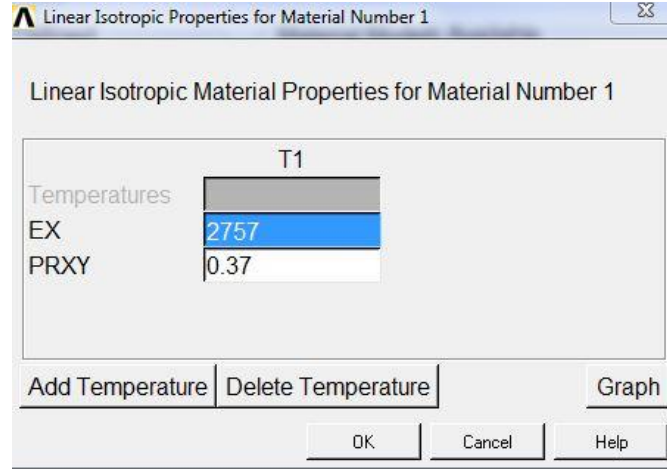 Linear Isotropic Properties for Material Number 1
Linear Isotropic Material Properties for Material Number 1
T1
Temperatures
EX 2757
PRXY 0.37
Add Temperature Delete Temperature Graph
OK Cancel Help